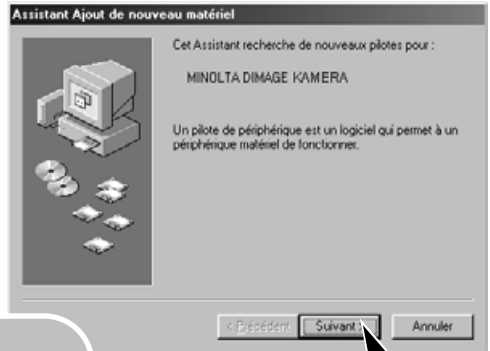 Assistant Ajout de nouveau matériel
Cet Assistant recherche de nouveaux pilotes pour :
MINOLTA DIMAGE KAMERA
Un pilote de périphérique est un logiciel qui permet à un
périphérique matériel de fonctionner.
< Précédent Suivant > Annuler